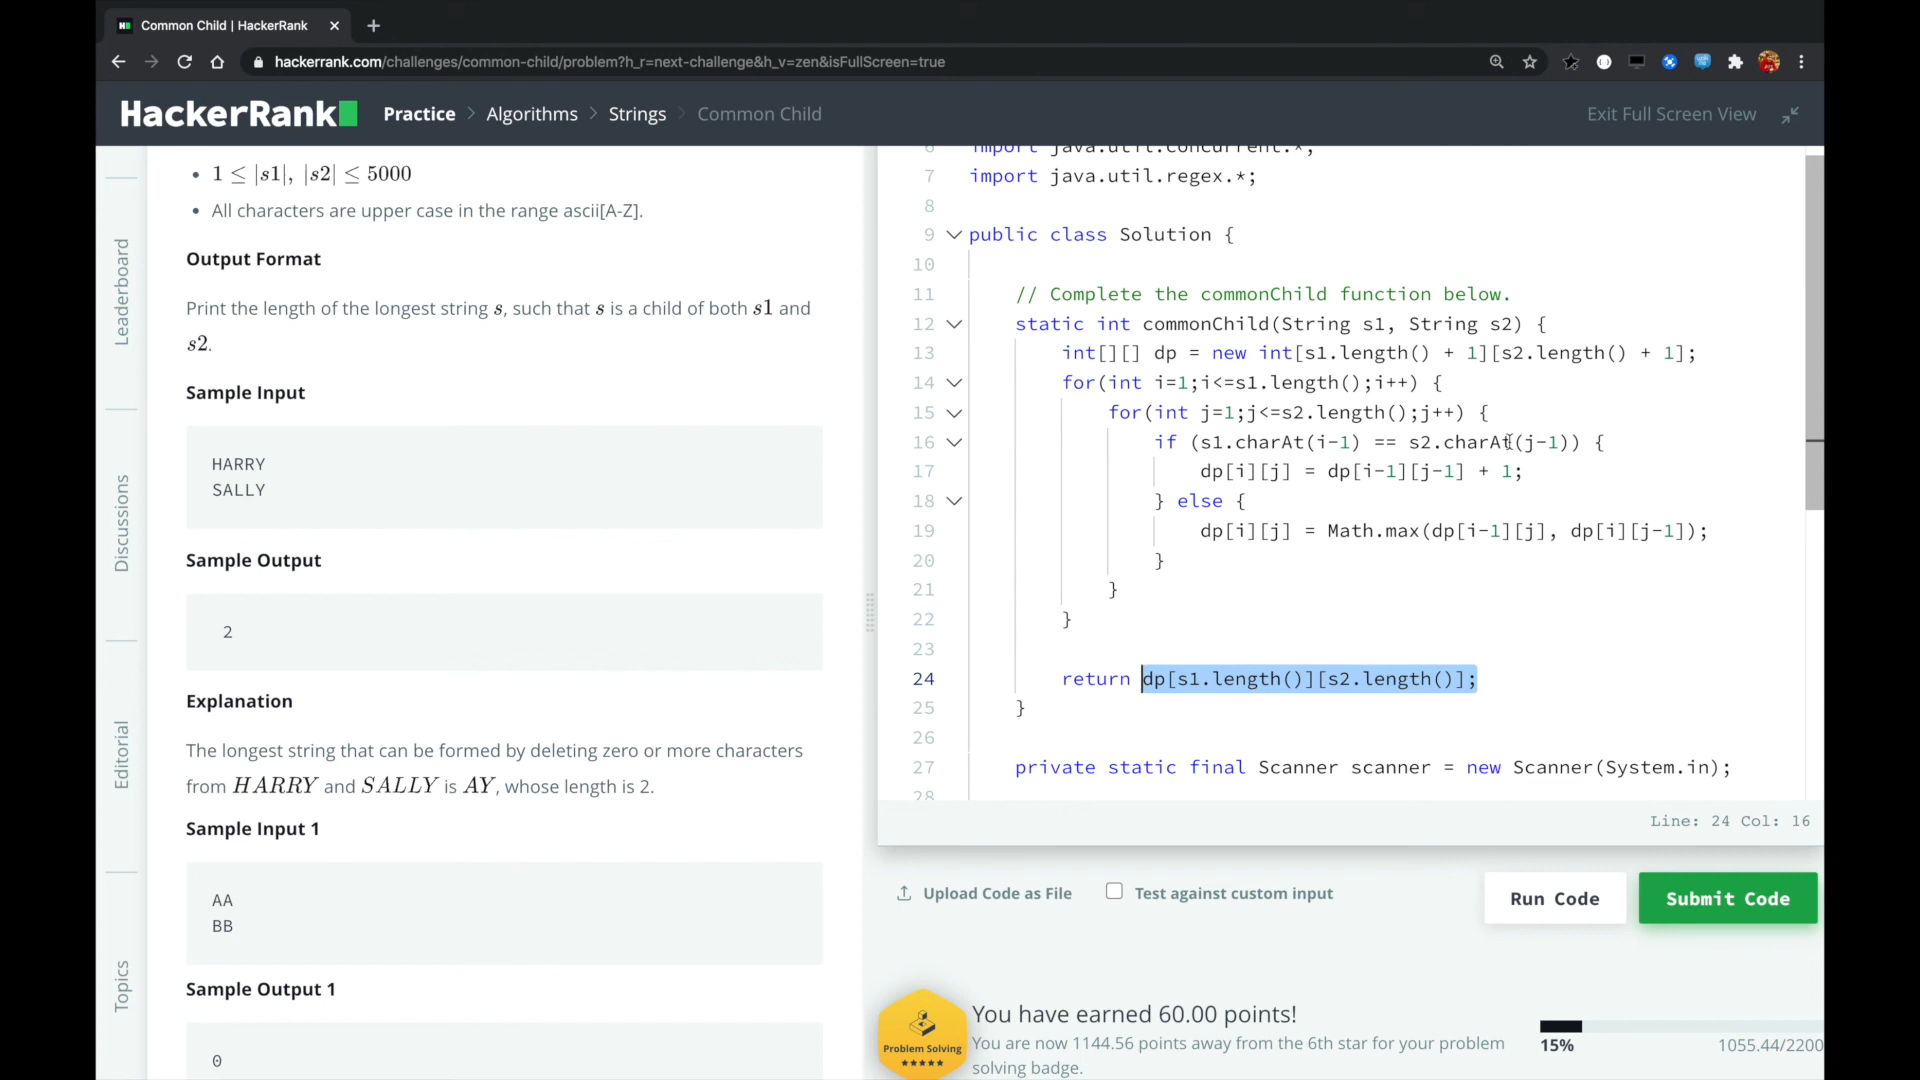 Common Child | HackerRank
hackerrank.com/challenges/common-child/problem?h_r=next-challenge&h_v=zen&isFullScreen=true
HackerRank
Practice > Algorithms > Strings > Common Child
Exit Full Screen View
Leaderboard
Discussions
Editorial
Topics
• 1 ≤ |s1|, |s2| ≤ 5000
• All characters are upper case in the range ascii[A-Z].
Output Format
Print the length of the longest string s, such that s is a child of both s1 and
s2.
Sample Input
HARRY
SALLY
Sample Output
2
Explanation
The longest string that can be formed by deleting zero or more characters
from HARRY and SALLY is AY, whose length is 2.
Sample Input 1
AA
BB
Sample Output 1
0
6 import java.util.concurrent.*;
7 import java.util.regex.*;
8
9 public class Solution {
10
11 // Complete the commonChild function below.
12 static int commonChild(String s1, String s2) {
13 int[][] dp = new int[s1.length() + 1][s2.length() + 1];
14 for(int i=1;i<=s1.length();i++) {
15 for(int j=1;j<=s2.length();j++) {
16 if (s1.charAt(i-1) == s2.charAt(j-1)) {
17 dp[i][j] = dp[i-1][j-1] + 1;
18 } else {
19 dp[i][j] = Math.max(dp[i-1][j], dp[i][j-1]);
20 }
21 }
22 }
23
24 return dp[s1.length()][s2.length()];
25 }
26
27 private static final Scanner scanner = new Scanner(System.in);
28
Line: 24 Col: 16
Upload Code as File
Test against custom input
Run Code
Submit Code
Problem Solving
You have earned 60.00 points!
You are now 1144.56 points away from the 6th star for your problem
solving badge.
15%
1055.44/2200